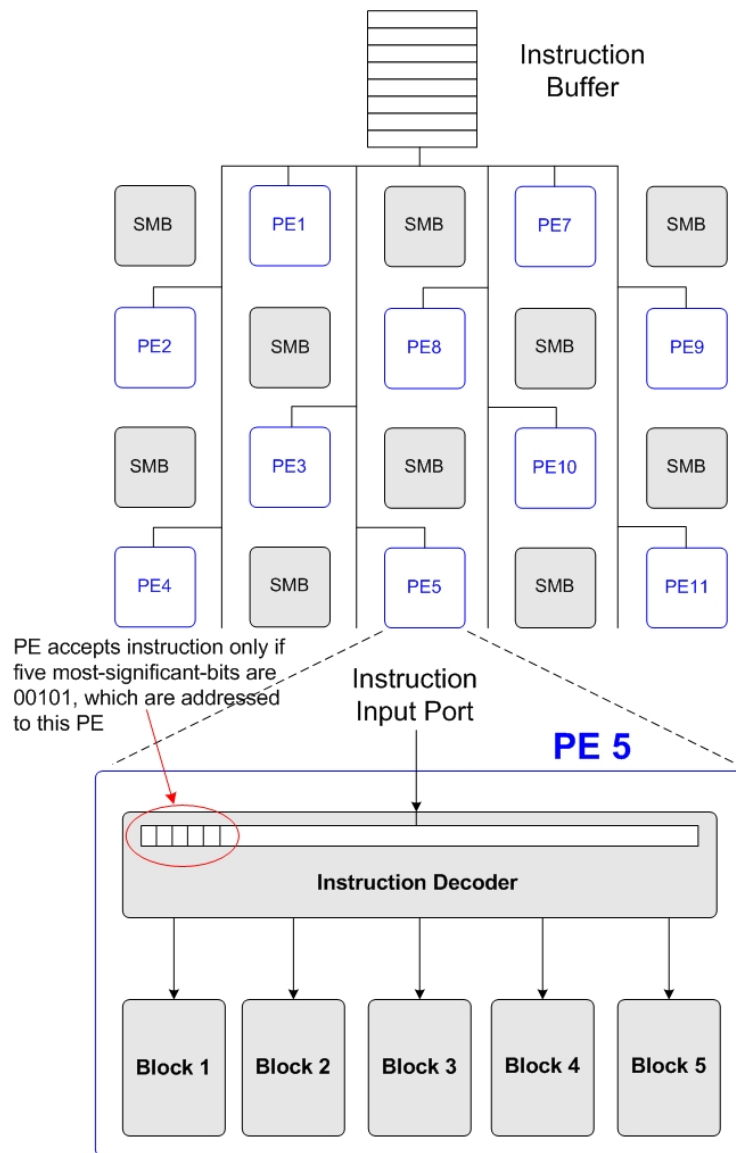 Instruction
Buffer
SMB
PE1
SMB
PE7
SMB
PE2
SMB
PE8
SMB
PE9
SMB
PE3
SMB
PE10
SMB
PE4
SMB
PE5
SMB
PE11
PE accepts instruction only if
five most-significant-bits are
00101, which are addressed
to this PE
Instruction
Input Port
PE 5
Instruction Decoder
Block 1
Block 2
Block 3
Block 4
Block 5